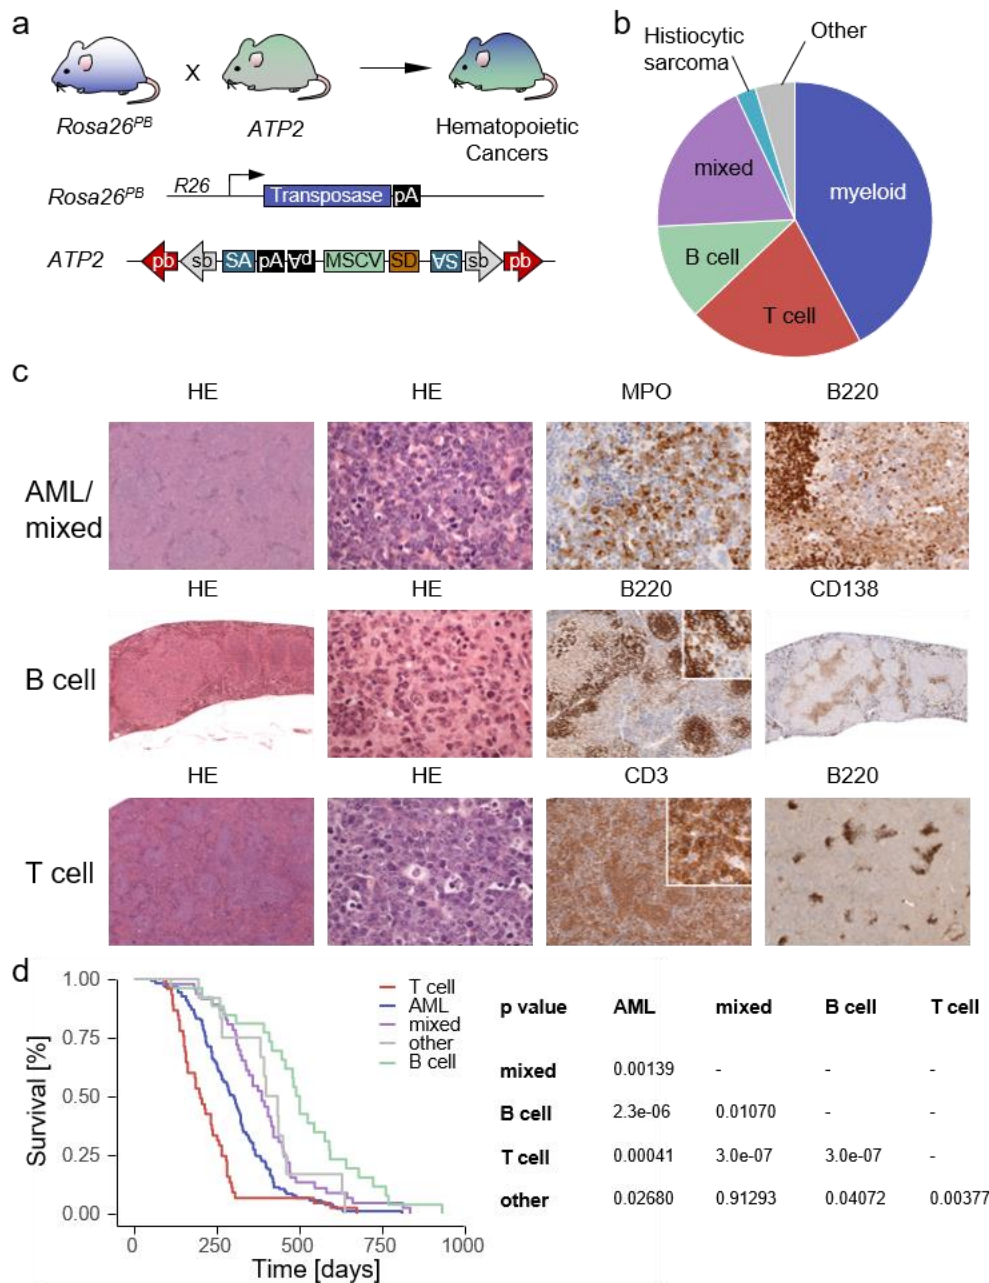 a
X
Rosa26^PB
ATP2
Hematopoietic
Cancers
Rosa26^PB
R26
Transposase
pA
ATP2
pb
sb
SA
pA
pA
MSCV
SD
SA
sb
pb
b
Histiocytic
sarcoma
Other
mixed
myeloid
B cell
T cell
c
HE HE MPO B220
AML/
mixed
HE HE B220 CD138
B cell
HE HE CD3 B220
T cell
d
Survival [%]
1.00
0.75
0.50
0.25
0.00
0 250 500 750 1000
Time [days]
T cell
AML
mixed
other
B cell
p value AML mixed B cell T cell
mixed 0.00139 - - -
B cell 2.3e-06 0.01070 - -
T cell 0.00041 3.0e-07 3.0e-07 -
other 0.02680 0.91293 0.04072 0.00377